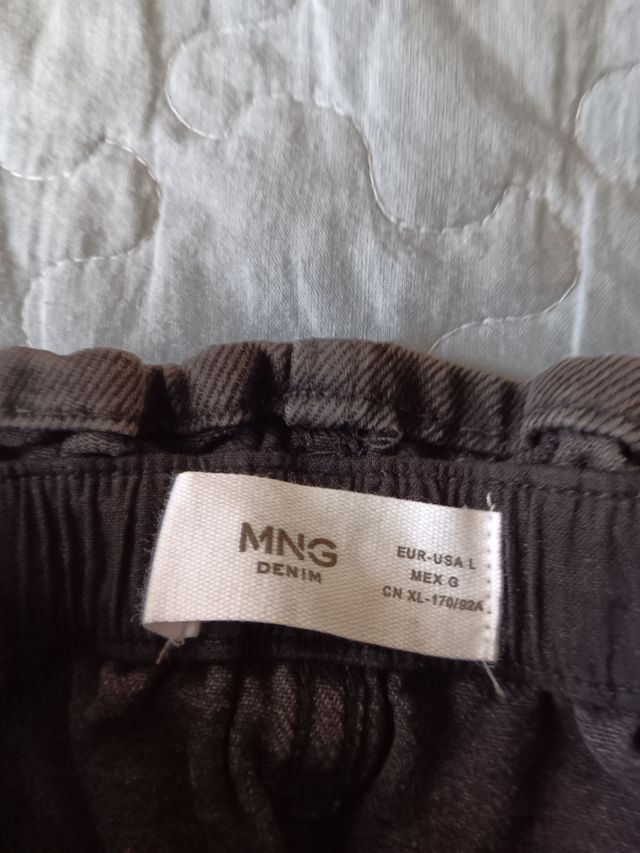 MNG
DENIM
EUR-USA L
MEX G
CN XL-170/92A